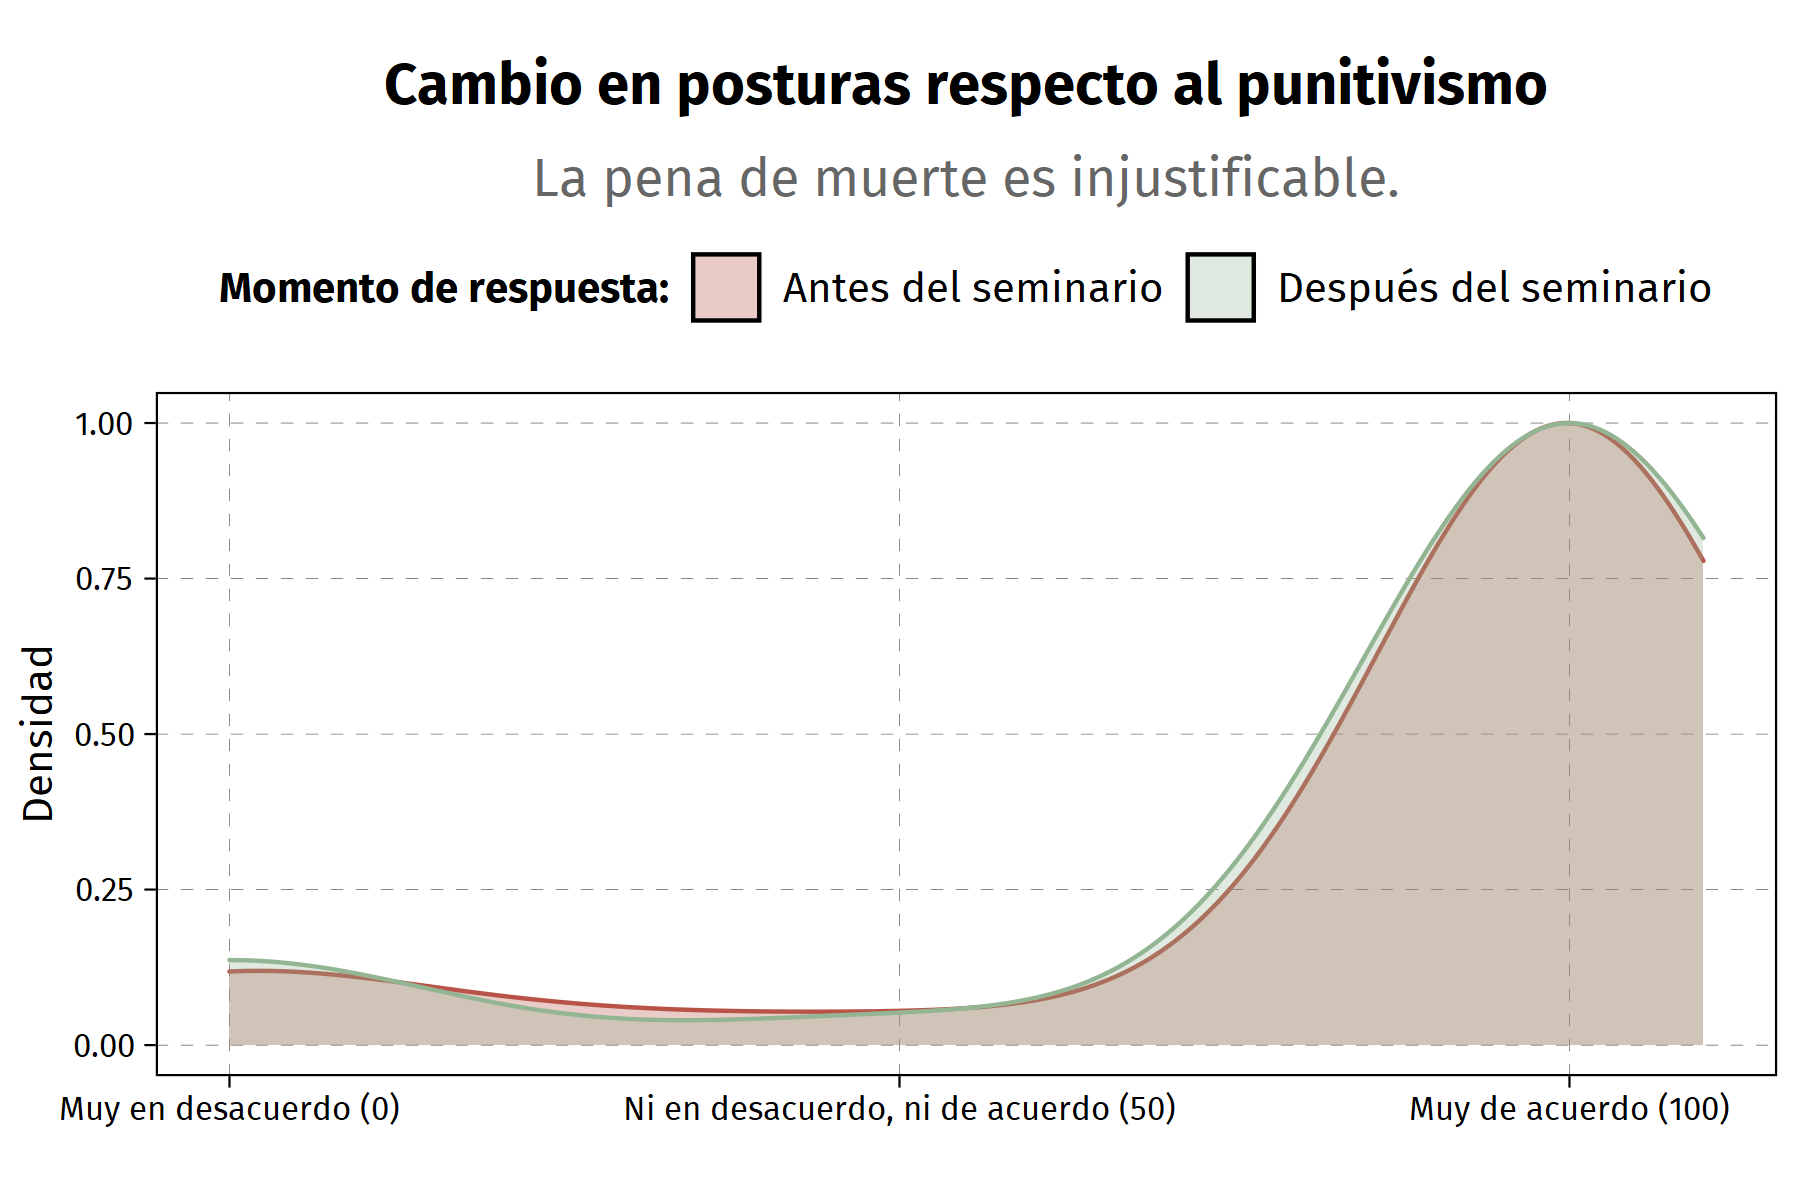 Cambio en posturas respecto al punitivismo
La pena de muerte es injustificable.
Momento de respuesta: Antes del seminario Después del seminario
Densidad
1.00
0.75
0.50
0.25
0.00
Muy en desacuerdo (0) Ni en desacuerdo, ni de acuerdo (50) Muy de acuerdo (100)